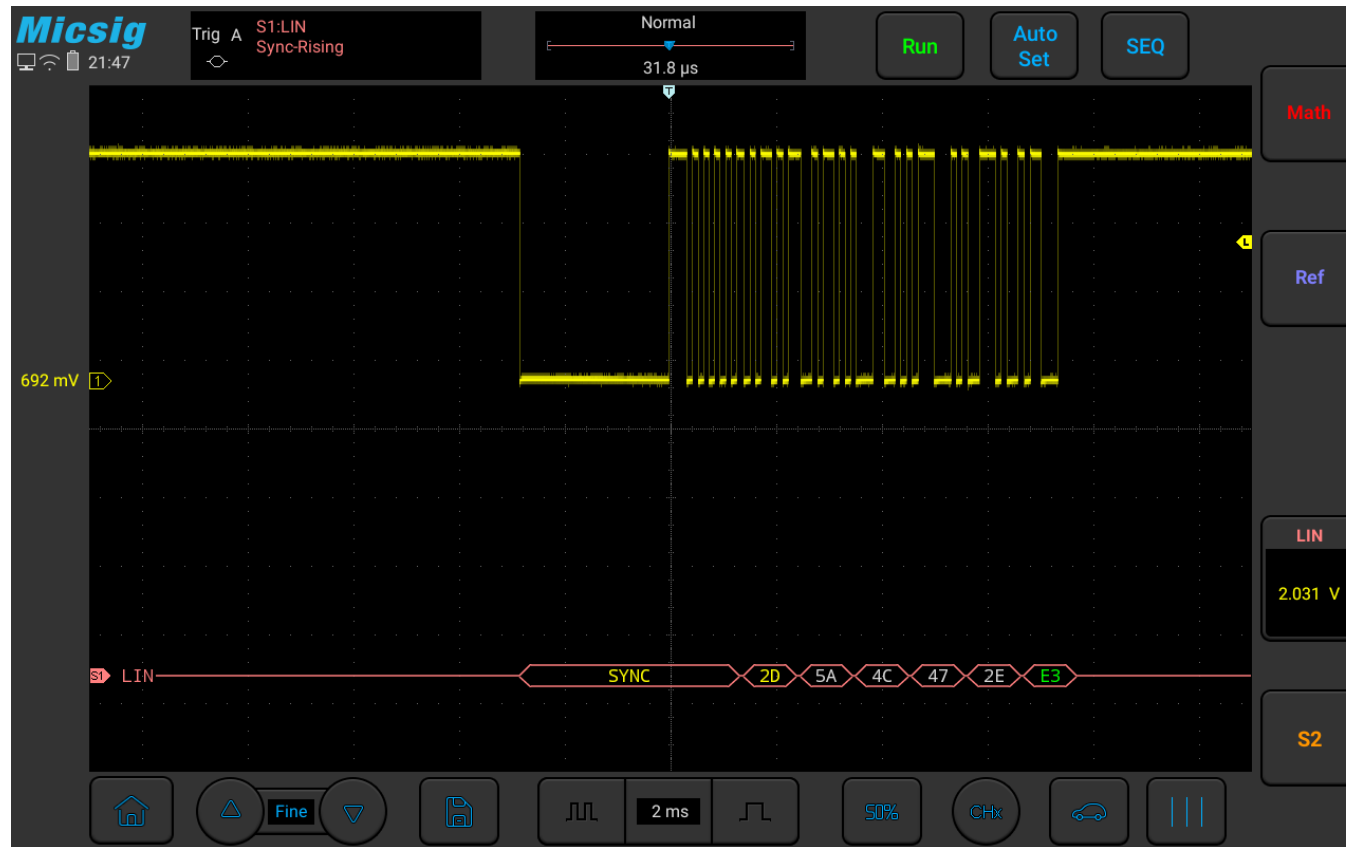 Micsig
21:47
Trig A S1:LIN
Sync-Rising
Normal
31.8 μs
Run
Auto
Set
SEQ
Math
T
L
Ref
692 mV 1
LIN
2.031 V
S1 LIN SYNC 2D 5A 4C 47 2E E3
S2
Fine
2 ms
50%
CHx